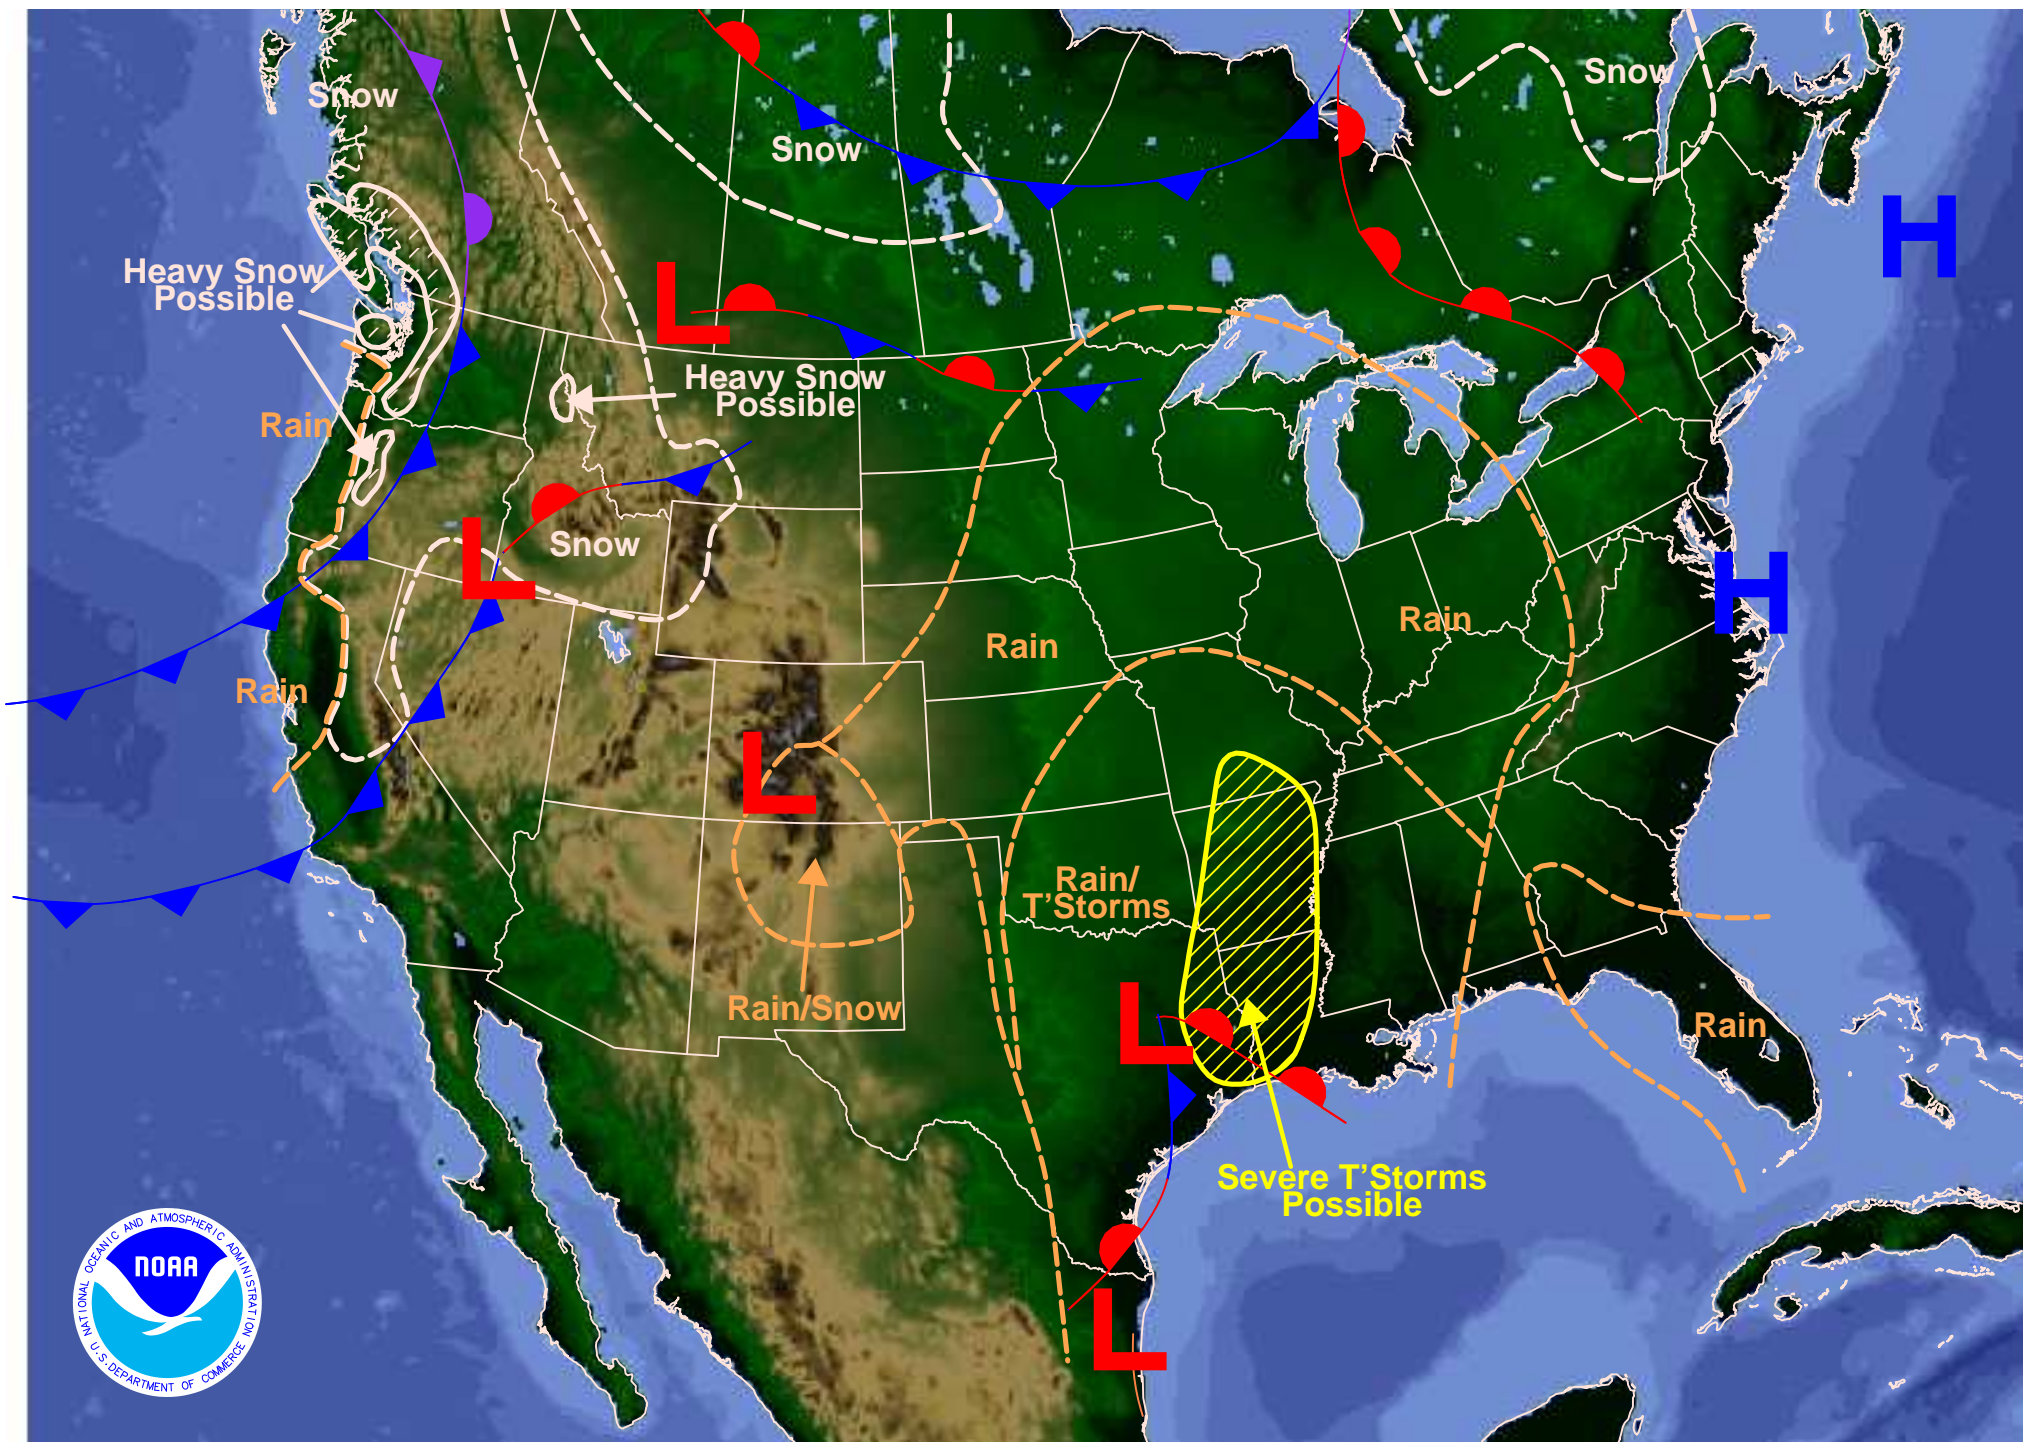 Snow
Snow
Snow
Heavy Snow
Possible
Heavy Snow
Possible
Rain
Snow
Rain
Rain
Rain
Rain/
T'Storms
Rain/Snow
Rain
Severe T'Storms
Possible
L
L
L
L
L
H
H
NATIONAL OCEANIC AND ATMOSPHERIC ADMINISTRATION
NOAA
U.S. DEPARTMENT OF COMMERCE